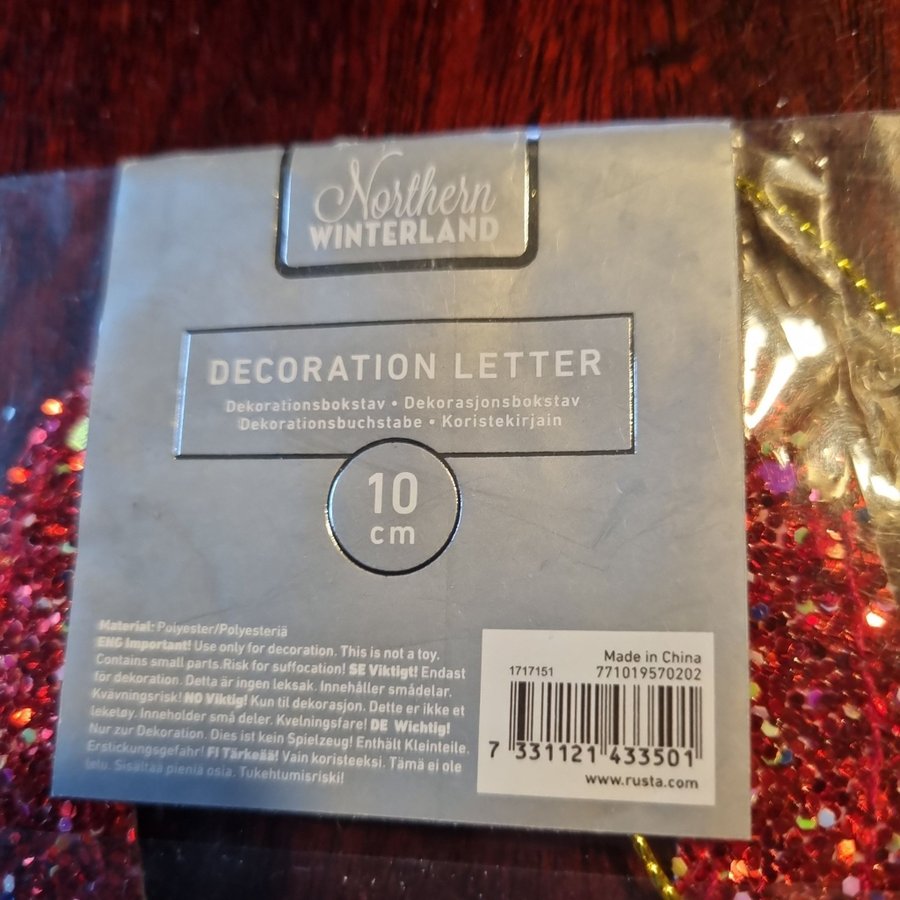 Northern
WINTERLAND
DECORATION LETTER
Dekorationsbokstav • Dekorasjonsbokstav
Dekorationsbuchstabe • Koristekirjain
10
cm
Material: Polyester/Polyesteriä
ENG Important! Use only for decoration. This is not a toy.
Contains small parts.Risk for suffocation! SE Viktigt! Endast
för dekoration. Detta är ingen leksak. Innehåller smådelar.
Kvävningsrisk! NO Viktig! Kun til dekorasjon. Dette er ikke et
leketøy. Inneholder små deler. Kvelningsfare! DE Wichtig!
Nur zur Dekoration. Dies ist kein Spielzeug! Enthält Kleinteile.
Erstickungsgefahr! FI Tärkeää! Vain koristeeksi. Tämä ei ole
lelu. Sisältää pieniä osia. Tukehtumisriski!
Made in China
1717151 771019570202
7 331121 433501
www.rusta.com